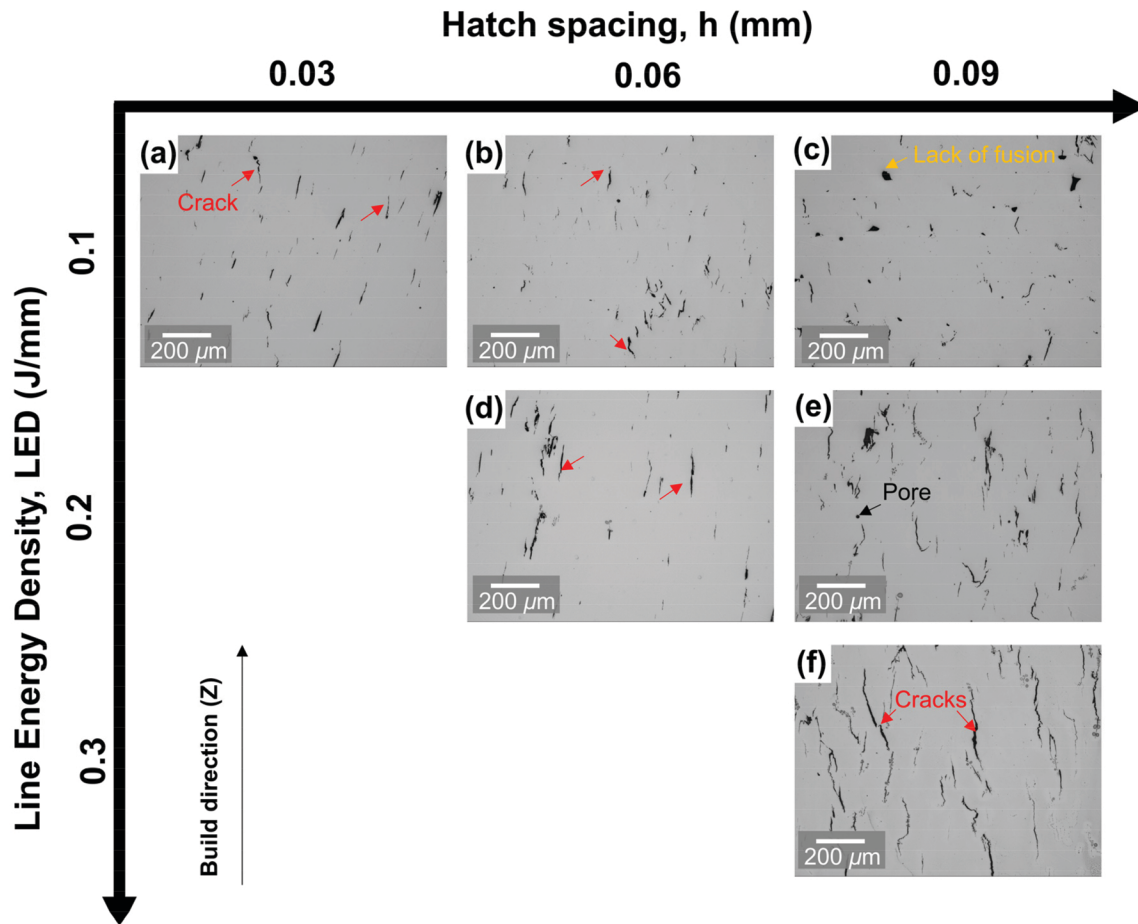 Hatch spacing, h (mm)
0.03 0.06 0.09
Line Energy Density, LED (J/mm)
0.1
0.2
0.3
(a)
Crack
200 µm
(b)
200 µm
(c)
Lack of fusion
200 µm
(d)
200 µm
(e)
Pore
200 µm
(f)
Cracks
200 µm
Build direction (Z)